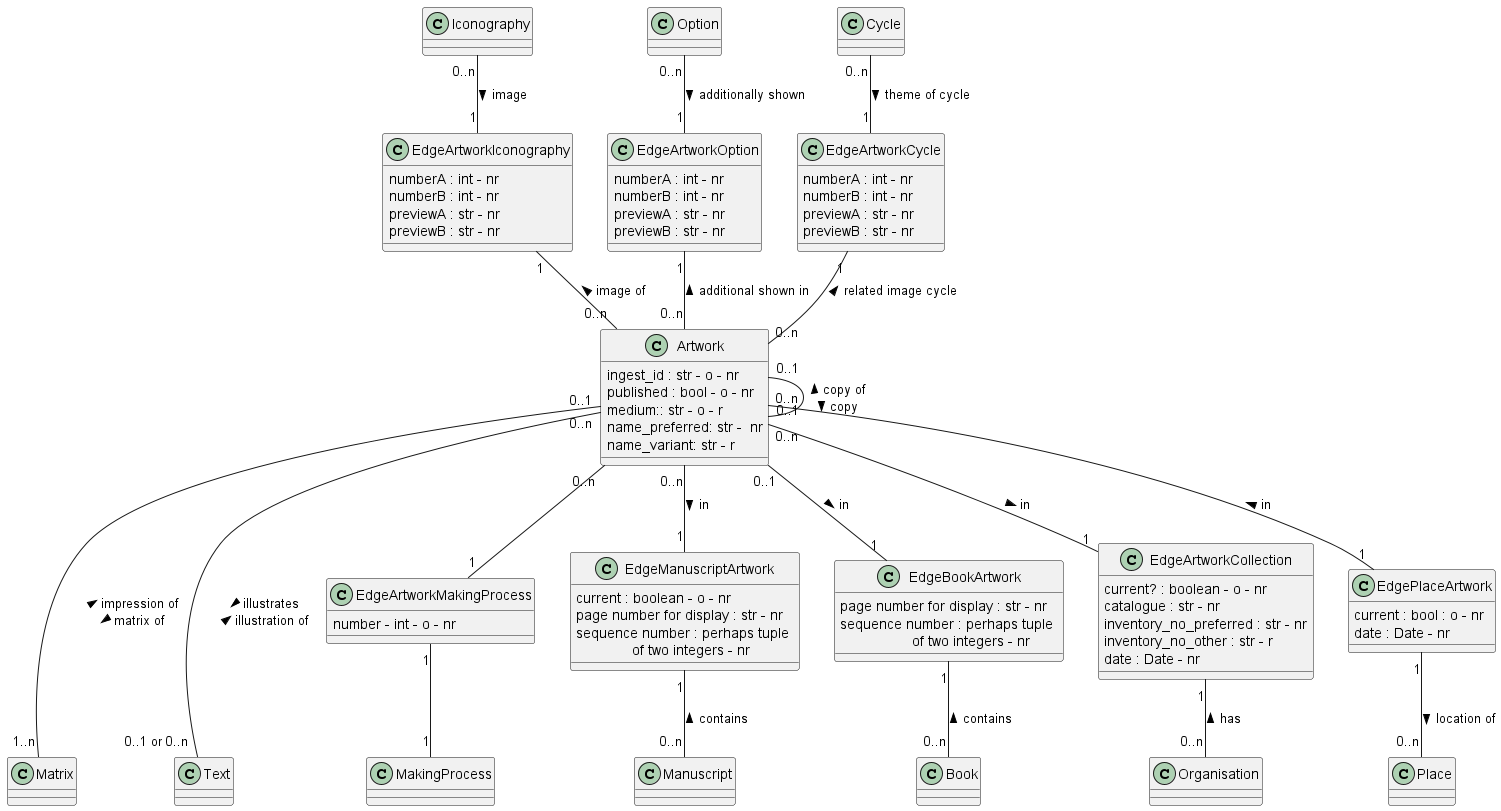 C Iconography
C Option
C Cycle
0..n
0..n
0..n
image
additionally shown
theme of cycle
1
1
1
C EdgeArtworkIconography
numberA : int - nr
numberB : int - nr
previewA : str - nr
previewB : str - nr
C EdgeArtworkOption
numberA : int - nr
numberB : int - nr
previewA : str - nr
previewB : str - nr
C EdgeArtworkCycle
numberA : int - nr
numberB : int - nr
previewA : str - nr
previewB : str - nr
1
1
1
image of
additional shown in
related image cycle
0..n
0..n
0..n
C Artwork
ingest_id : str - o - nr
published : bool - o - nr
medium:: str - o - r
name_preferred: str -  nr
name_variant: str - r
0..1
copy of
copy
0..n
0..1
0..1
0..n
0..n
0..n
0..n
0..1
in
in
in
in
1
1
1
1
1
impression of
matrix of
illustrates
illustration of
C EdgeArtworkMakingProcess
number - int - o - nr
C EdgeManuscriptArtwork
current : boolean - o - nr
page number for display : str - nr
sequence number : perhaps tuple
of two integers - nr
C EdgeBookArtwork
page number for display : str - nr
sequence number : perhaps tuple
of two integers - nr
C EdgeArtworkCollection
current? : boolean - o - nr
catalogue : str - nr
inventory_no_preferred : str - nr
inventory_no_other : str - r
date : Date - nr
C EdgePlaceArtwork
current : bool : o - nr
date : Date - nr
1
1
1
1
1
contains
contains
has
location of
1..n
0..1 or 0..n
1
0..n
0..n
0..n
0..n
C Matrix
C Text
C MakingProcess
C Manuscript
C Book
C Organisation
C Place